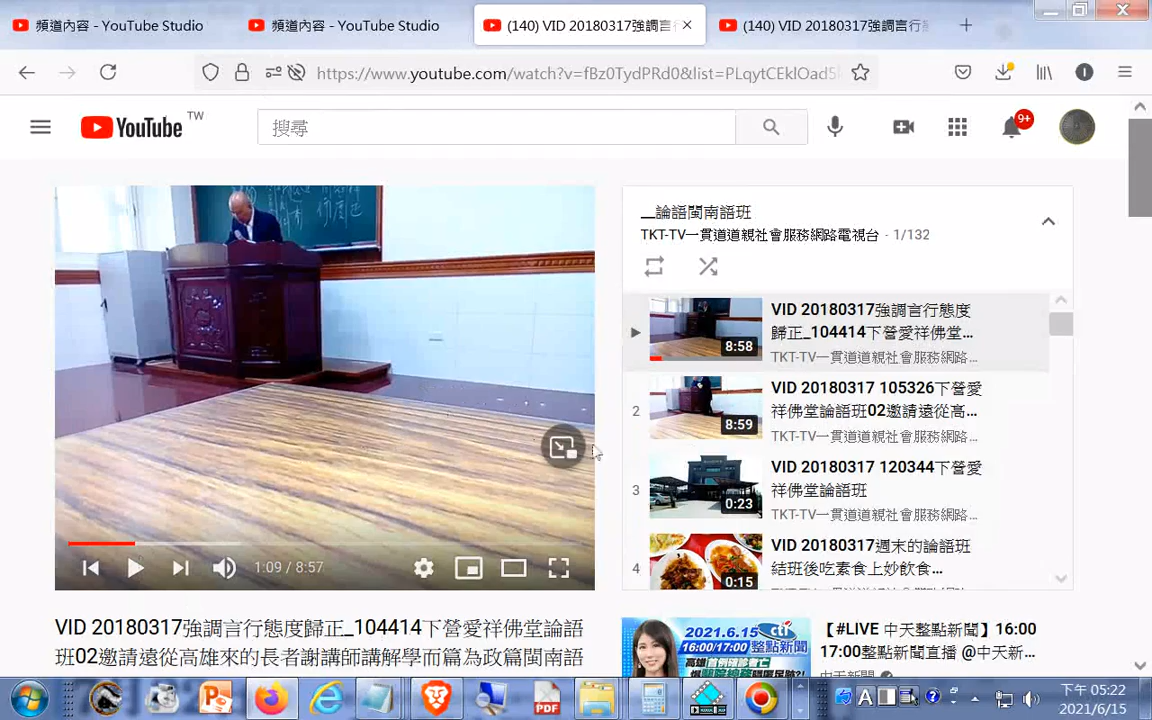 頻道內容 - YouTube Studio
頻道內容 - YouTube Studio
(140) VID 20180317強調言
(140) VID 20180317強調言行
https://www.youtube.com/watch?v=fBz0TydPRd0&list=PLqytCEklOad5
YouTube TW
搜尋
9+
__論語閩南語班
TKT-TV一貫道道親社會服務網路電視台 - 1/132
VID 20180317強調言行態度
歸正_104414下營愛祥佛堂...
8:58
TKT-TV一貫道道親社會服務網路...
2
VID 20180317 105326下營愛
祥佛堂論語班02邀請遠從高...
8:59
TKT-TV一貫道道親社會服務網路...
3
VID 20180317 120344下營愛
祥佛堂論語班
0:23
TKT-TV一貫道道親社會服務網路...
4
VID 20180317週末的論語班
結班後吃素食上妙飲食...
0:15
1:09 / 8:57
VID 20180317強調言行態度歸正_104414下營愛祥佛堂論語
班02邀請遠從高雄來的長者謝講師講解學而篇為政篇閩南語
2021.6.15 cti
16:00/17:00 整點新聞
高雄首例確診者亡
【#LIVE 中天整點新聞】16:00
17:00整點新聞直播 @中天新...
下午 05:22
2021/6/15